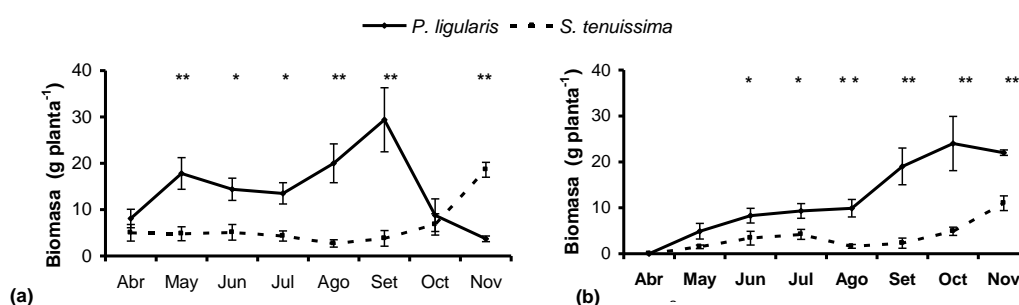 P. ligularis S. tenuissima
Biomasa (g planta-1)
40
30
20
10
0
** * * ** ** **
Abr May Jun Jul Ago Set Oct Nov
(a)
Biomasa (g planta-1)
40
30
20
10
0
* * * * ** ** **
Abr May Jun Jul Ago Set Oct Nov
(b)